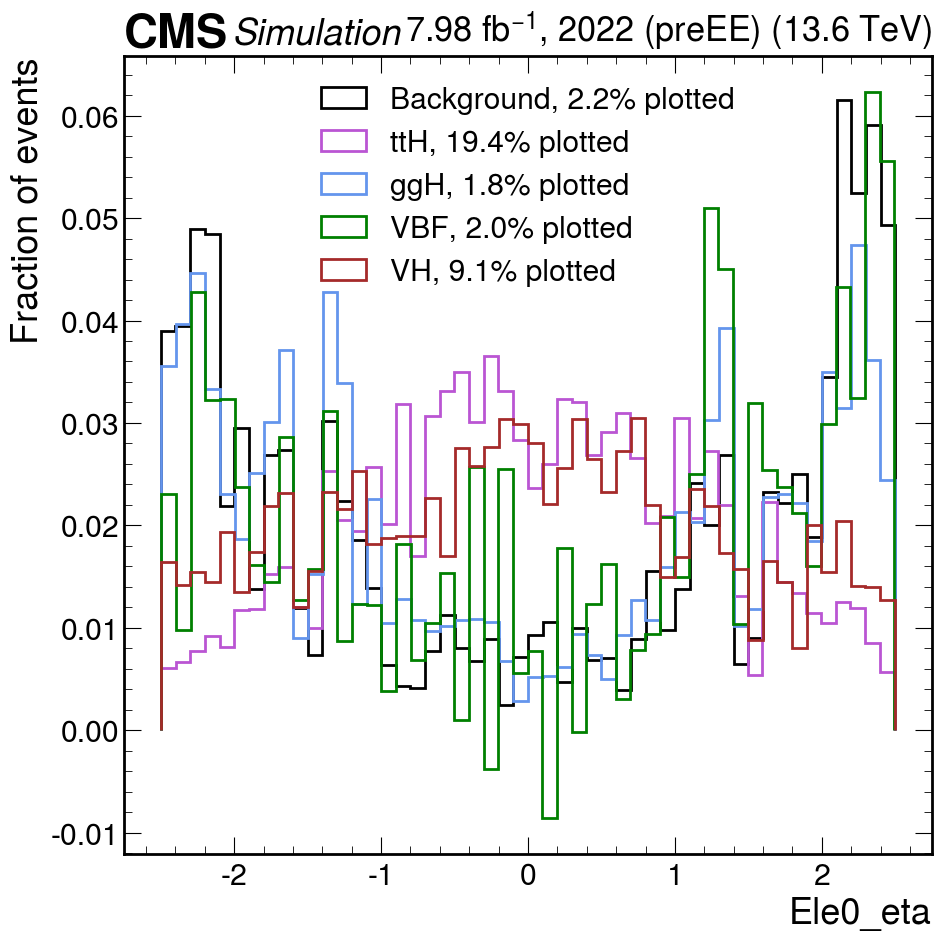 CMS Simulation 7.98 fb⁻¹, 2022 (preEE) (13.6 TeV)
Fraction of events
Background, 2.2% plotted
ttH, 19.4% plotted
ggH, 1.8% plotted
VBF, 2.0% plotted
VH, 9.1% plotted
0.06
0.05
0.04
0.03
0.02
0.01
0.00
-0.01
-2 -1 0 1 2
Ele0_eta